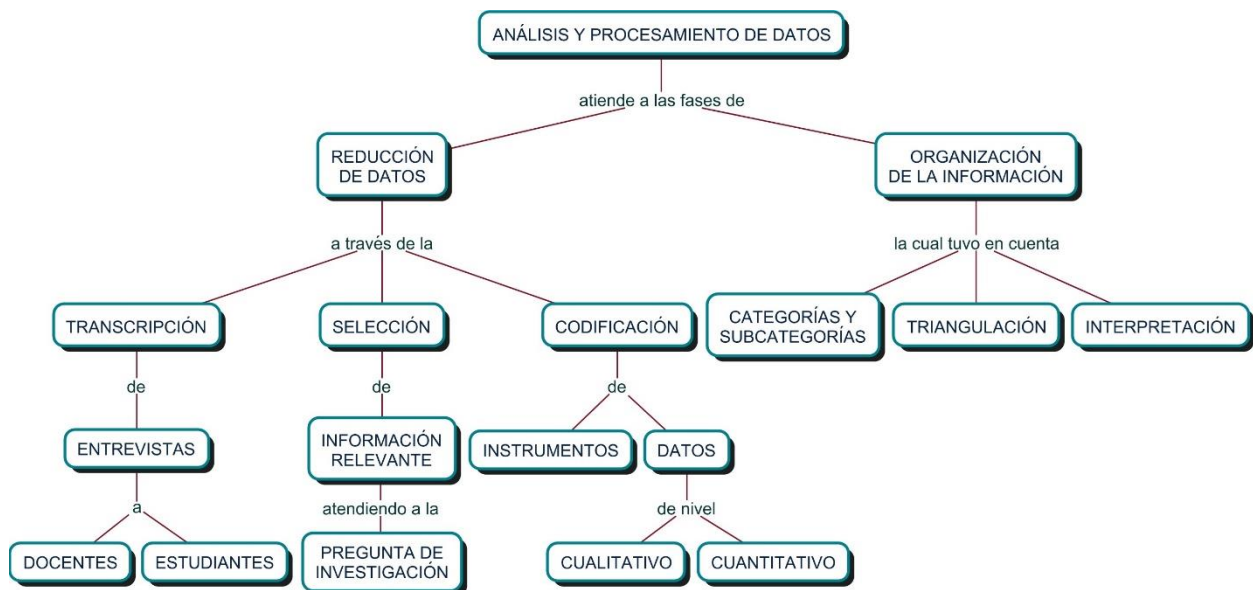 ANÁLISIS Y PROCESAMIENTO DE DATOS
atiende a las fases de
REDUCCIÓN
DE DATOS
ORGANIZACIÓN
DE LA INFORMACIÓN
a través de la
la cual tuvo en cuenta
TRANSCRIPCIÓN
SELECCIÓN
CODIFICACIÓN
CATEGORÍAS Y
SUBCATEGORÍAS
TRIANGULACIÓN
INTERPRETACIÓN
de
de
de
ENTREVISTAS
INFORMACIÓN
RELEVANTE
INSTRUMENTOS
DATOS
a
atendiendo a la
de nivel
DOCENTES
ESTUDIANTES
PREGUNTA DE
INVESTIGACIÓN
CUALITATIVO
CUANTITATIVO